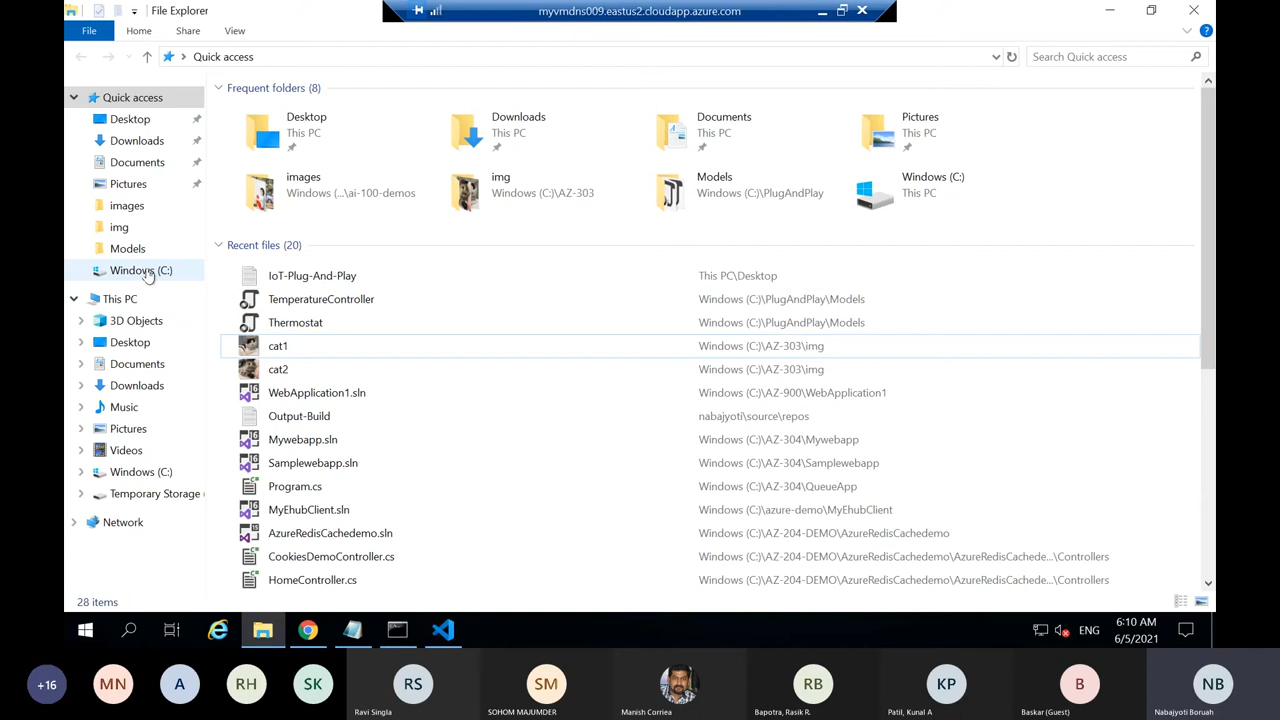 File Explorer
myvmdns009.eastus2.cloudapp.azure.com
File Home Share View
Quick access
Search Quick access
Quick access
Desktop
Downloads
Documents
Pictures
images
img
Models
Windows (C:)
This PC
3D Objects
Desktop
Documents
Downloads
Music
Pictures
Videos
Windows (C:)
Temporary Storage (
Network
Frequent folders (8)
Desktop
This PC
Downloads
This PC
Documents
This PC
Pictures
This PC
images
Windows (...\ai-100-demos
img
Windows (C:)\AZ-303
Models
Windows (C:)\PlugAndPlay
Windows (C:)
This PC
Recent files (20)
IoT-Plug-And-Play This PC\Desktop
TemperatureController Windows (C:)\PlugAndPlay\Models
Thermostat Windows (C:)\PlugAndPlay\Models
cat1 Windows (C:)\AZ-303\img
cat2 Windows (C:)\AZ-303\img
WebApplication1.sln Windows (C:)\AZ-900\WebApplication1
Output-Build nabajyoti\source\repos
Mywebapp.sln Windows (C:)\AZ-304\Mywebapp
Samplewebapp.sln Windows (C:)\AZ-304\Samplewebapp
Program.cs Windows (C:)\AZ-304\QueueApp
MyEhubClient.sln Windows (C:)\azure-demo\MyEhubClient
AzureRedisCachedemo.sln Windows (C:)\AZ-204-DEMO\AzureRedisCachedemo
CookiesDemoController.cs Windows (C:)\AZ-204-DEMO\AzureRedisCachedemo\AzureRedisCachede...\Controllers
HomeController.cs Windows (C:)\AZ-204-DEMO\AzureRedisCachedemo\AzureRedisCachede...\Controllers
28 items
ENG
6:10 AM
6/5/2021
+16 MN A RH SK RS SM RB KP B NB
Ravi Singla SOHOM MAJUMDER Manish Corriea Bapotra, Rasik R. Patil, Kunal A Baskar (Guest) Nabajyoti Boruah